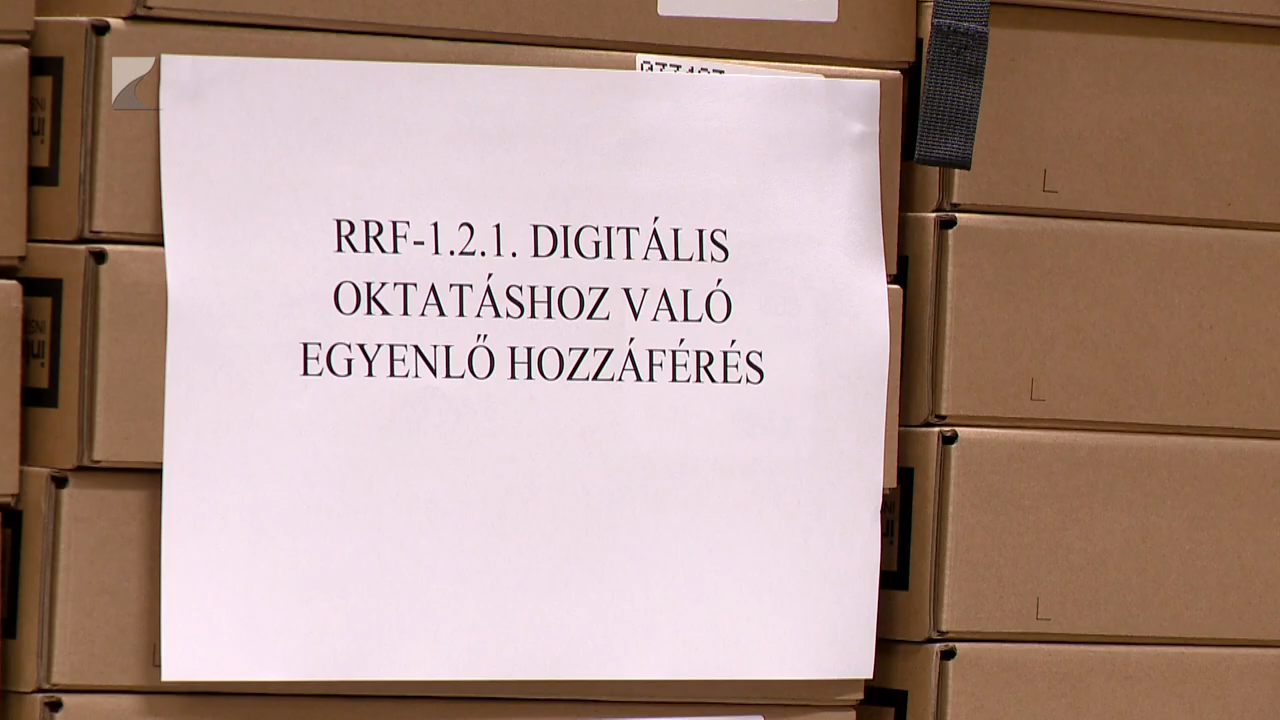 RRF-1.2.1. DIGITÁLIS
OKTATÁSHOZ VALÓ
EGYENLŐ HOZZÁFÉRÉS